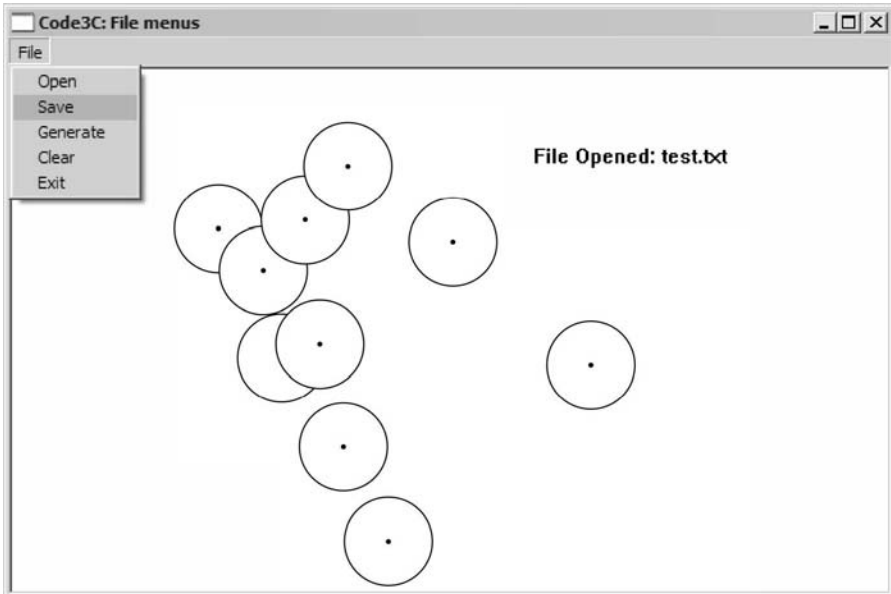 Code3C: File menus
File
Open
Save
Generate
Clear
Exit
File Opened: test.txt